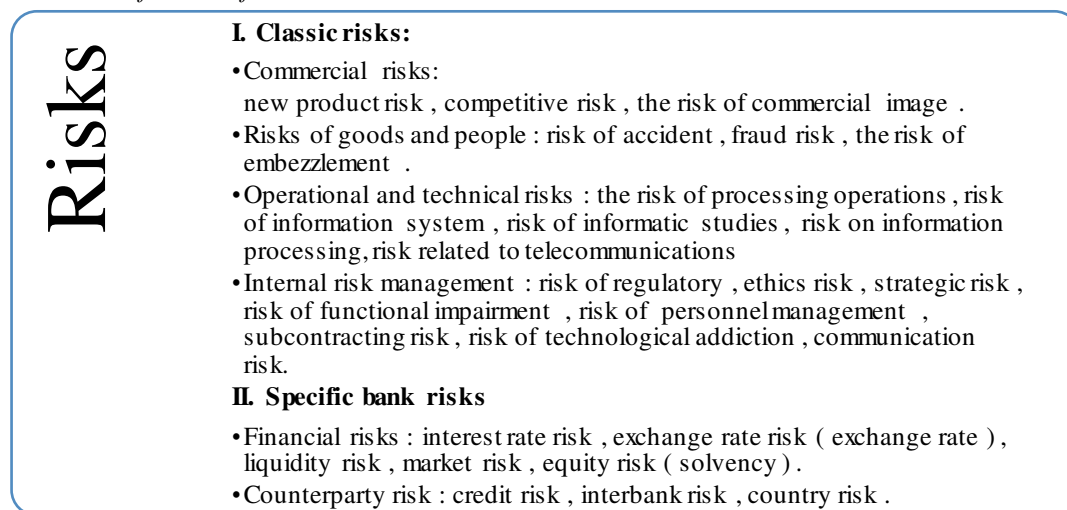 Risks
I. Classic risks:
•Commercial risks:
new product risk , competitive risk , the risk of commercial image .
•Risks of goods and people : risk of accident , fraud risk , the risk of
embezzlement .
•Operational and technical risks : the risk of processing operations , risk
of information system , risk of informatic studies , risk on information
processing, risk related to telecommunications
•Internal risk management : risk of regulatory , ethics risk , strategic risk ,
risk of functional impairment , risk of personnel management ,
subcontracting risk , risk of technological addiction , communication
risk.
II. Specific bank risks
•Financial risks : interest rate risk , exchange rate risk ( exchange rate ) ,
liquidity risk , market risk , equity risk ( solvency ) .
•Counterparty risk : credit risk , interbank risk , country risk .